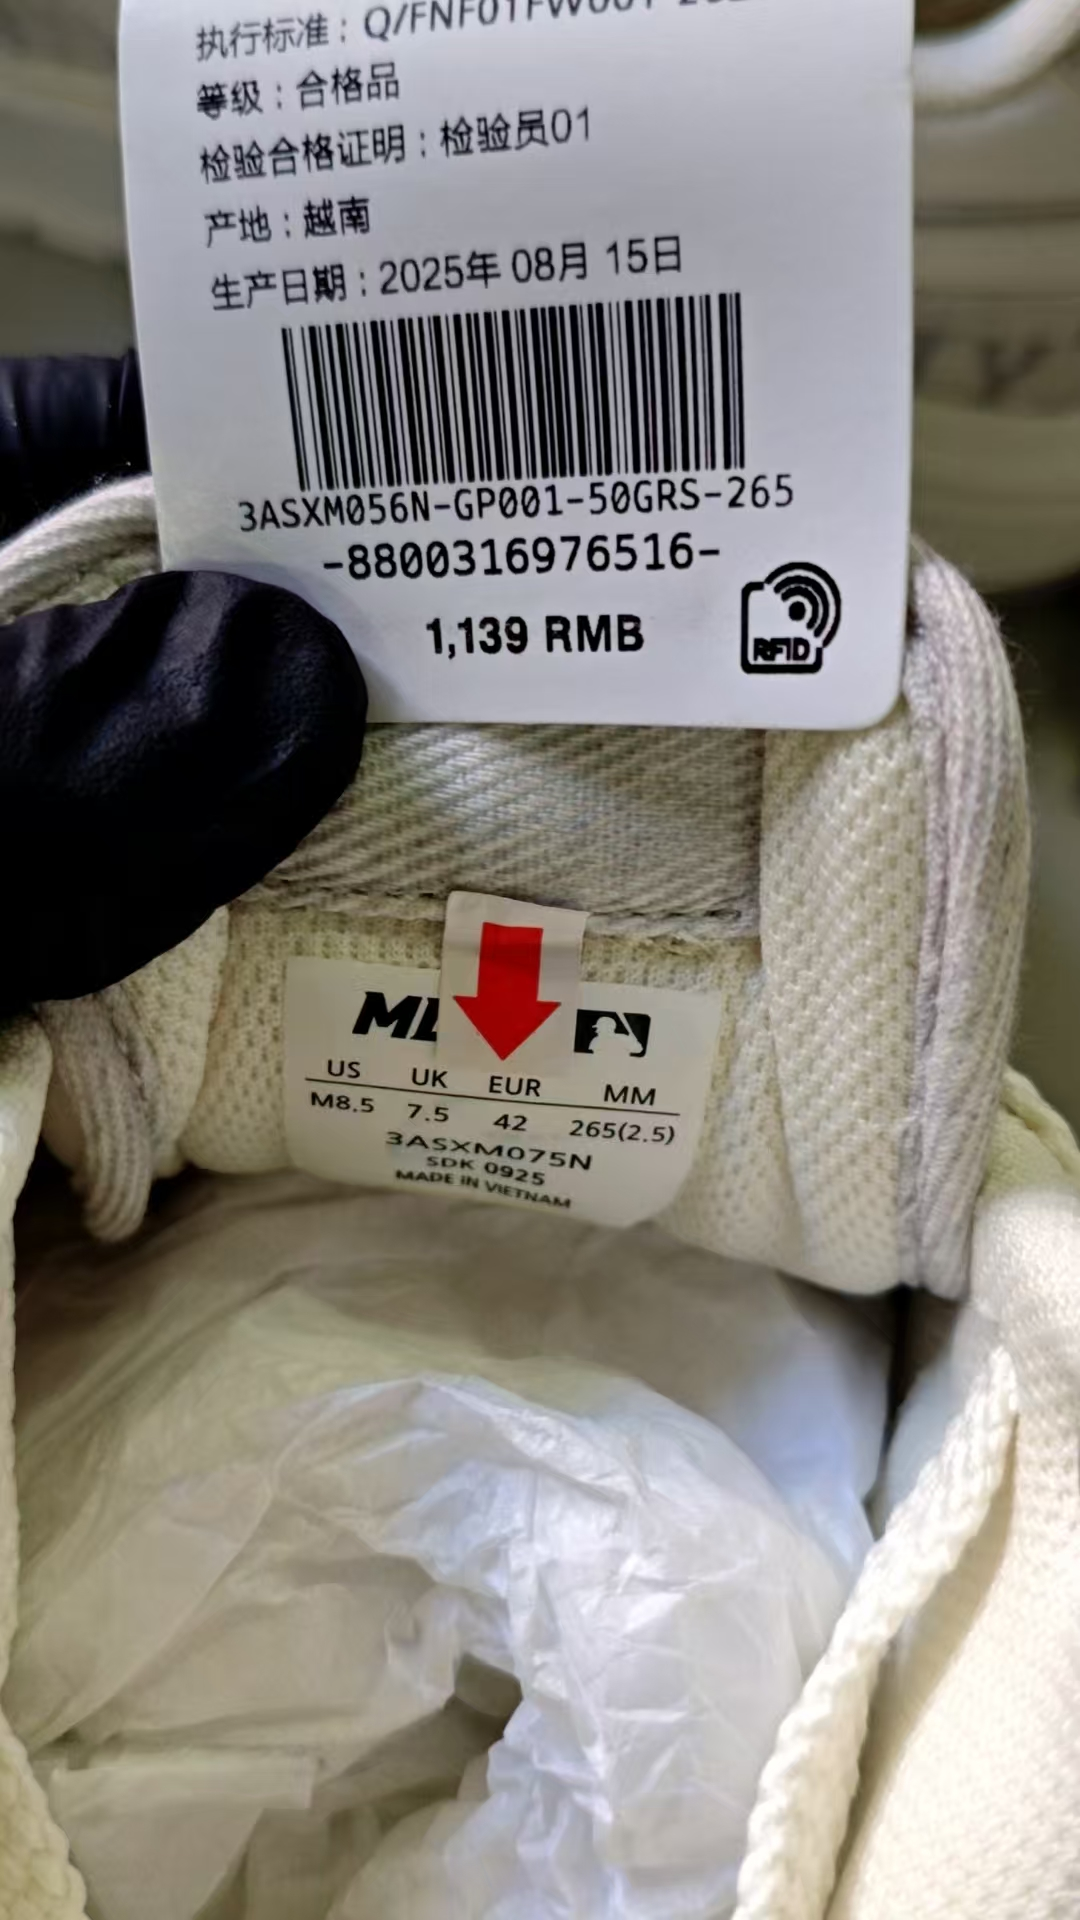 执行标准：Q/FNF01FW001-202
等级：合格品
检验合格证明：检验员01
产地：越南
生产日期：2025年 08月 15日
3ASXM056N-GP001-50GRS-265
-8800316976516-
1,139 RMB
RFID
ML
US UK EUR MM
M8.5 7.5 42 265(2.5)
3ASXM075N
SDK 0925
MADE IN VIETNAM